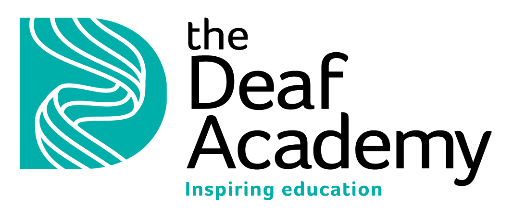 the
Deaf
Academy
Inspiring education